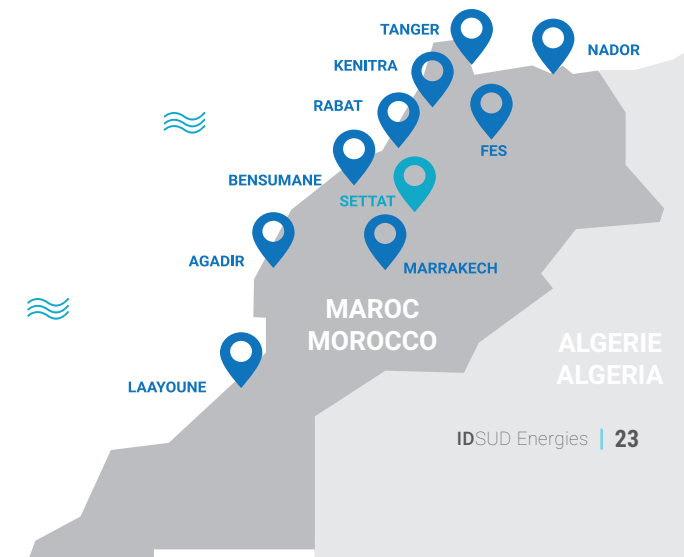 TANGER
NADOR
KENITRA
RABAT
FES
BENSUMANE
SETTAT
AGADIR
MARRAKECH
MAROC
MOROCCO
ALGERIE
ALGERIA
LAAYOUNE
IDSUD Energies | 23